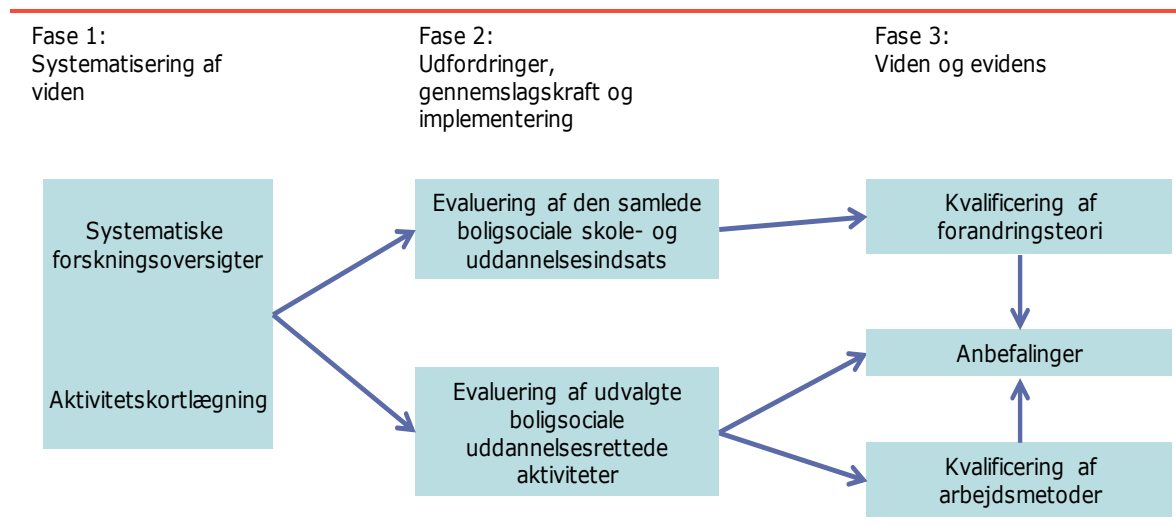 Fase 1:
Systematisering af
viden
Fase 2:
Udfordringer,
gennemslagskraft og
implementering
Fase 3:
Viden og evidens
Systematiske
forskningsoversigter
Aktivitetskortlægning
Evaluering af den samlede
boligsociale skole- og
uddannelsesindsats
Evaluering af udvalgte
boligsociale
uddannelsesrettede
aktiviteter
Kvalificering af
forandringsteori
Anbefalinger
Kvalificering af
arbejdsmetoder